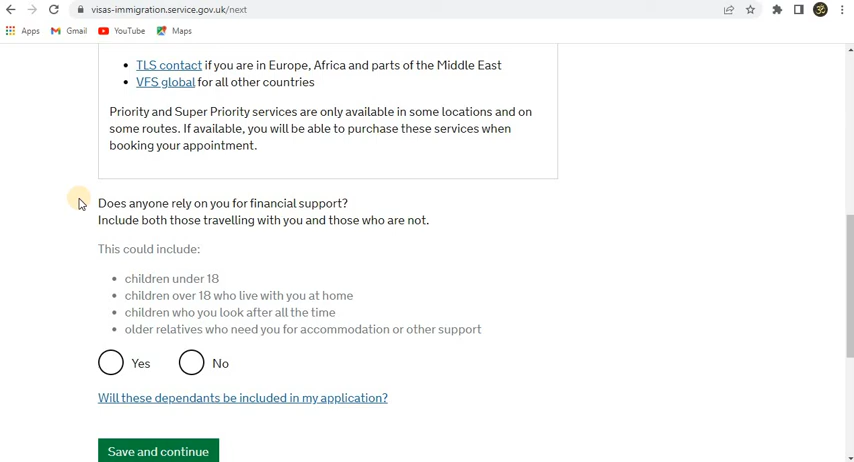 visas-immigration.service.gov.uk/next
Apps Gmail YouTube Maps
TLS contact if you are in Europe, Africa and parts of the Middle East
VFS global for all other countries
Priority and Super Priority services are only available in some locations and on
some routes. If available, you will be able to purchase these services when
booking your appointment.
Does anyone rely on you for financial support?
Include both those travelling with you and those who are not.
This could include:
children under 18
children over 18 who live with you at home
children who you look after all the time
older relatives who need you for accommodation or other support
Yes No
Will these dependants be included in my application?
Save and continue